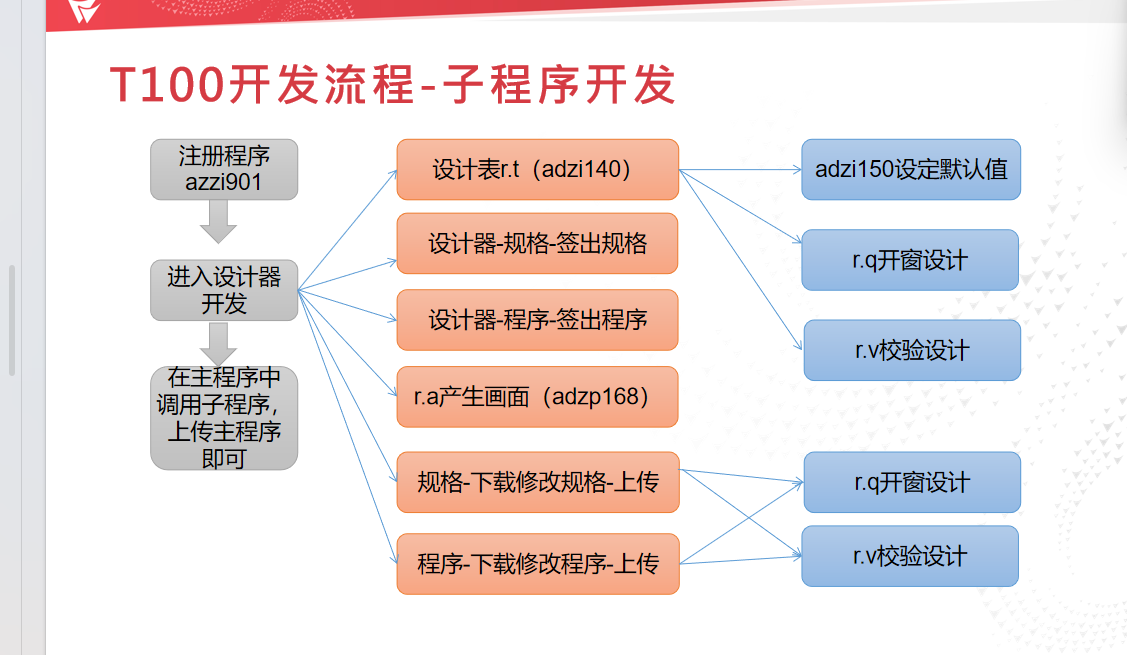 T100开发流程-子程序开发
注册程序
azzi901
进入设计器
开发
在主程序中
调用子程序，
上传主程序
即可
设计表r.t（adzi140）
设计器-规格-签出规格
设计器-程序-签出程序
r.a产生画面（adzp168）
规格-下载修改规格-上传
程序-下载修改程序-上传
adzi150设定默认值
r.q开窗设计
r.v校验设计
r.q开窗设计
r.v校验设计